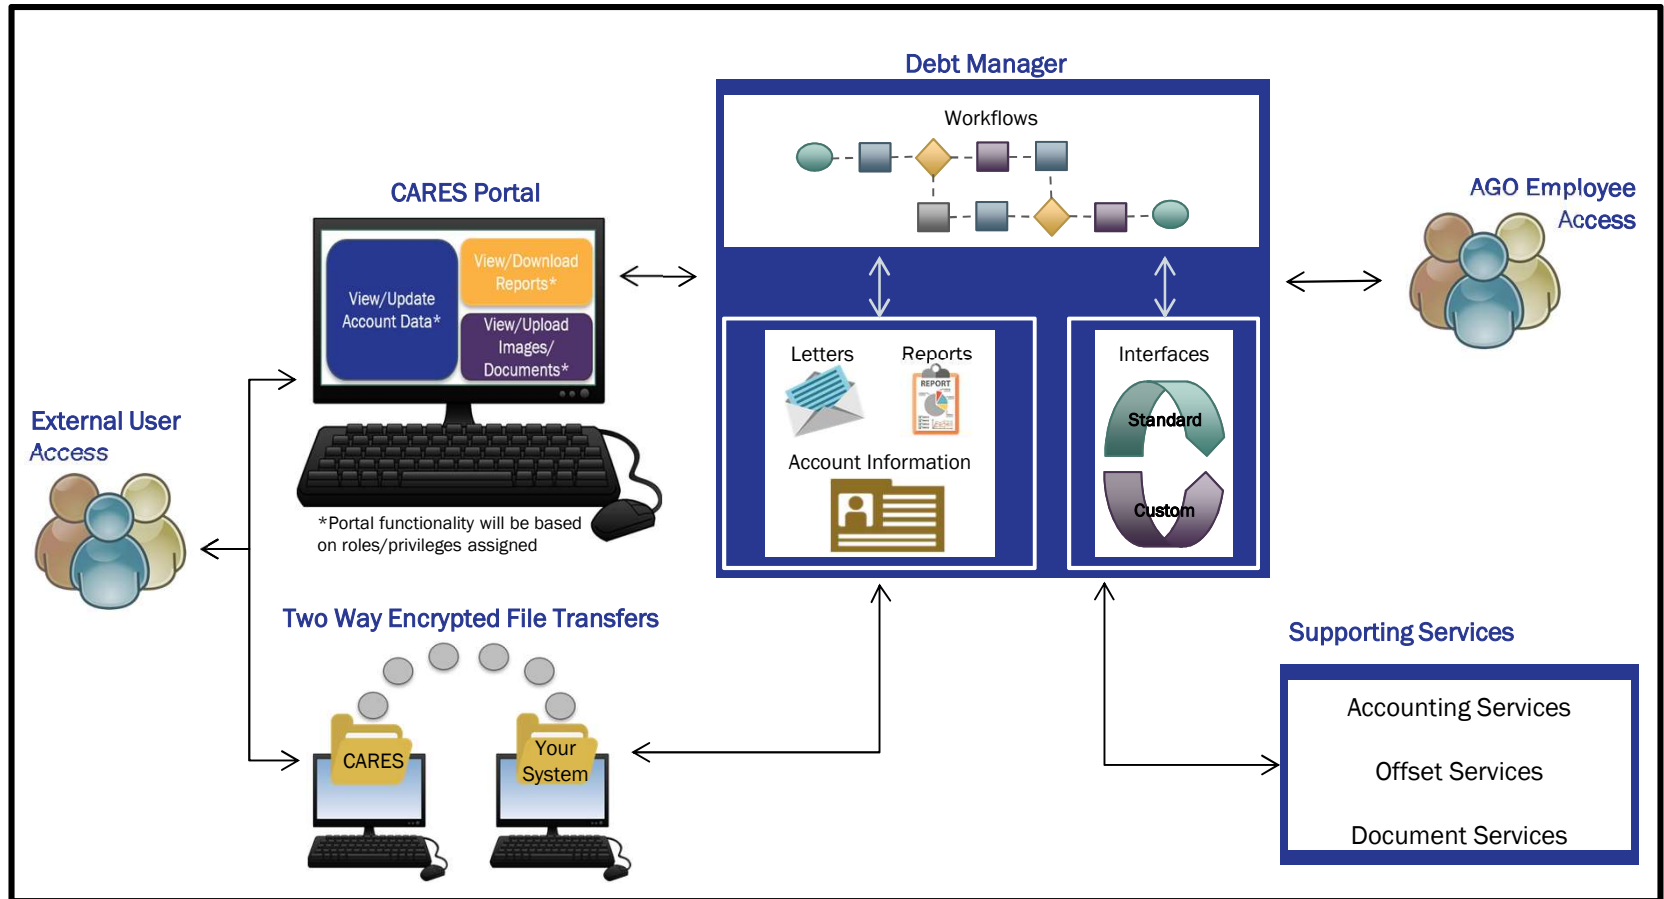 Debt Manager
Workflows
CARES Portal
View/Update
Account Data*
View/Download
Reports*
View/Upload
Images/
Documents*
*Portal functionality will be based
on roles/privileges assigned
AGO Employee
Access
Letters
Reports
REPORT
Account Information
Interfaces
Standard
Custom
External User
Access
Two Way Encrypted File Transfers
CARES
Your
System
Supporting Services
Accounting Services
Offset Services
Document Services